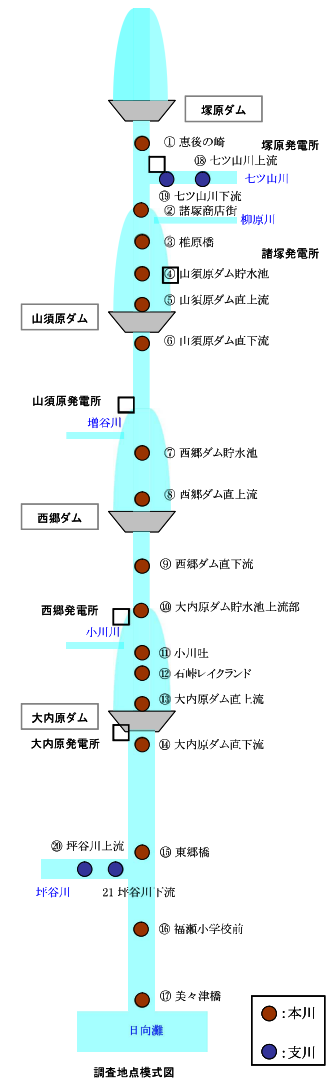 塚原ダム
① 恵後の崎
塚原発電所
⑱ 七ツ山川上流
七ツ山川
⑲ 七ツ山川下流
② 諸塚商店街
柳原川
③ 椎原橋
諸塚発電所
④ 山須原ダム貯水池
⑤ 山須原ダム直上流
山須原ダム
⑥ 山須原ダム直下流
山須原発電所
増谷川
⑦ 西郷ダム貯水池
⑧ 西郷ダム直上流
西郷ダム
⑨ 西郷ダム直下流
西郷発電所
⑩ 大内原ダム貯水池上流部
小川川
⑪ 小川吐
⑫ 石峠レイクランド
⑬ 大内原ダム直上流
大内原ダム
大内原発電所
⑭ 大内原ダム直下流
⑳ 坪谷川上流
⑮ 東郷橋
坪谷川
21 坪谷川下流
⑯ 福瀬小学校前
⑰ 美々津橋
日向灘
：本川
：支川
調査地点模式図